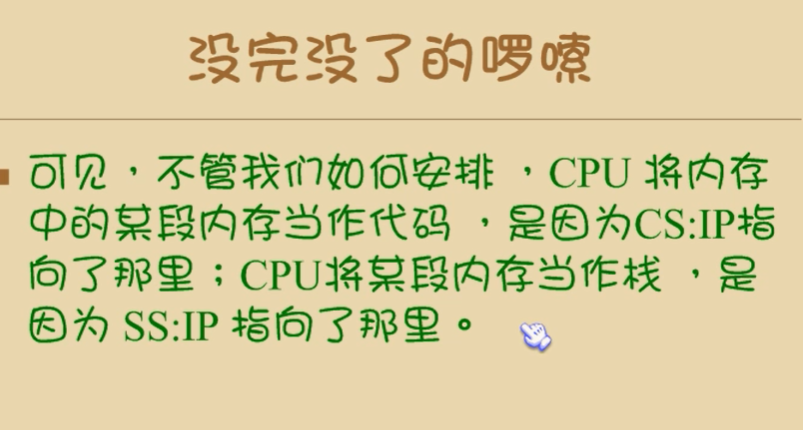 没完没了的啰嗦
可见，不管我们如何安排，CPU 将内存
中的某段内存当作代码，是因为CS:IP指
向了那里；CPU将某段内存当作栈，是
因为 SS:IP 指向了那里。